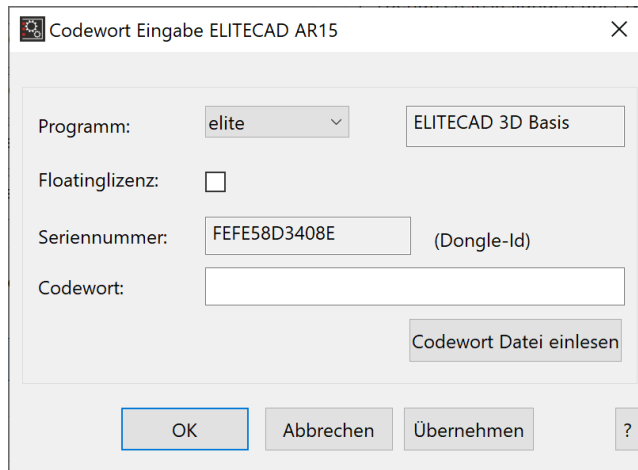 Codewort Eingabe ELITECAD AR15
Programm: elite ELITECAD 3D Basis
Floatinglizenz:
Seriennummer: FEFE58D3408E (Dongle-Id)
Codewort:
Codewort Datei einlesen
OK Abbrechen Übernehmen ?